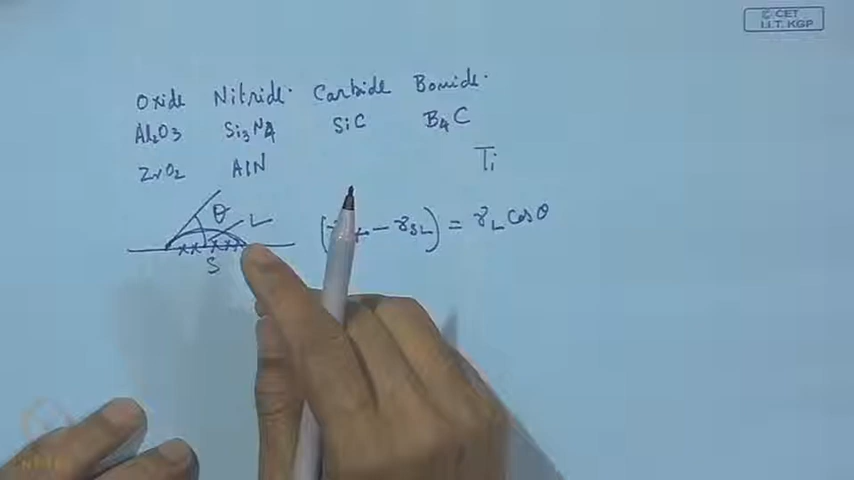 © CET
I.I.T. KGP
Oxide Nitride. Carbide Boride.
Al2O3 Si3N4 SiC B4C
ZrO2 AlN Ti
θ L
- γSL) = γL Cosθ
S